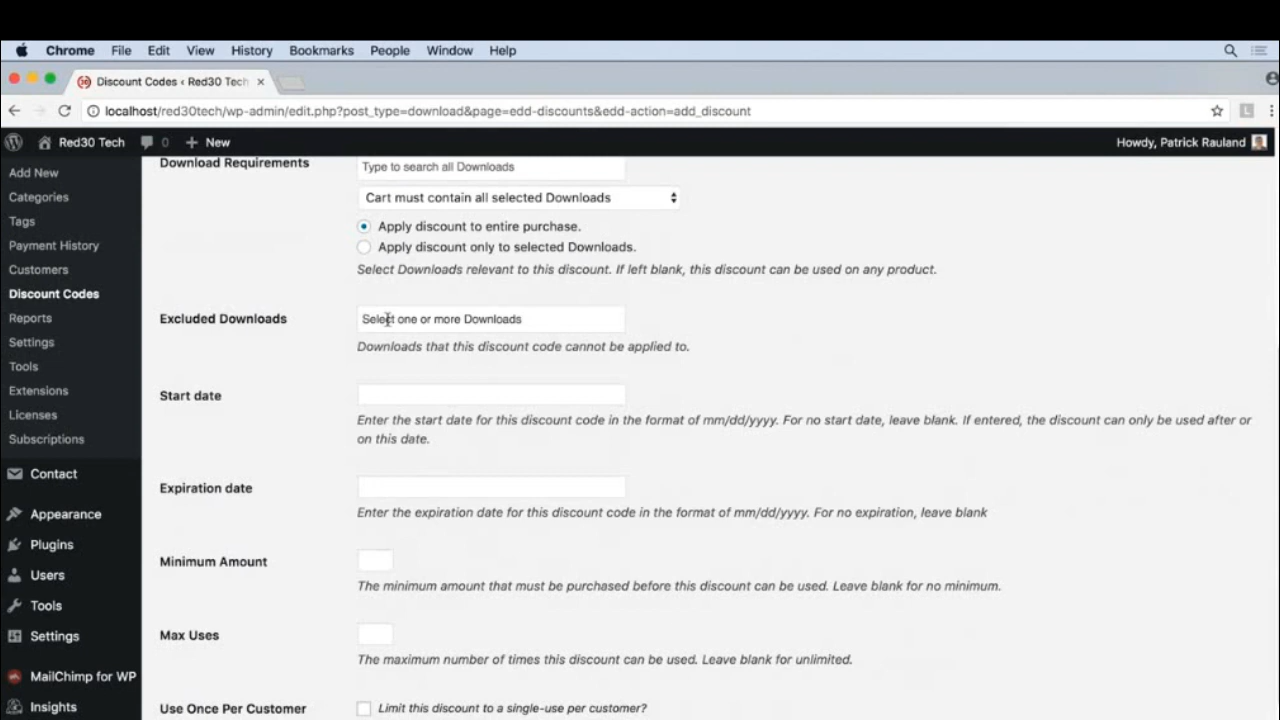 Chrome File Edit View History Bookmarks People Window Help
Discount Codes ‹ Red30 Tech
localhost/red30tech/wp-admin/edit.php?post_type=download&page=edd-discounts&edd-action=add_discount
Red30 Tech 0 + New Howdy, Patrick Rauland
Add New
Categories
Tags
Payment History
Customers
Discount Codes
Reports
Settings
Tools
Extensions
Licenses
Subscriptions
Contact
Appearance
Plugins
Users
Tools
Settings
MailChimp for WP
Insights
Download Requirements
Type to search all Downloads
Cart must contain all selected Downloads
Apply discount to entire purchase.
Apply discount only to selected Downloads.
Select Downloads relevant to this discount. If left blank, this discount can be used on any product.
Excluded Downloads
Select one or more Downloads
Downloads that this discount code cannot be applied to.
Start date
Enter the start date for this discount code in the format of mm/dd/yyyy. For no start date, leave blank. If entered, the discount can only be used after or
on this date.
Expiration date
Enter the expiration date for this discount code in the format of mm/dd/yyyy. For no expiration, leave blank
Minimum Amount
The minimum amount that must be purchased before this discount can be used. Leave blank for no minimum.
Max Uses
The maximum number of times this discount can be used. Leave blank for unlimited.
Use Once Per Customer
Limit this discount to a single-use per customer?